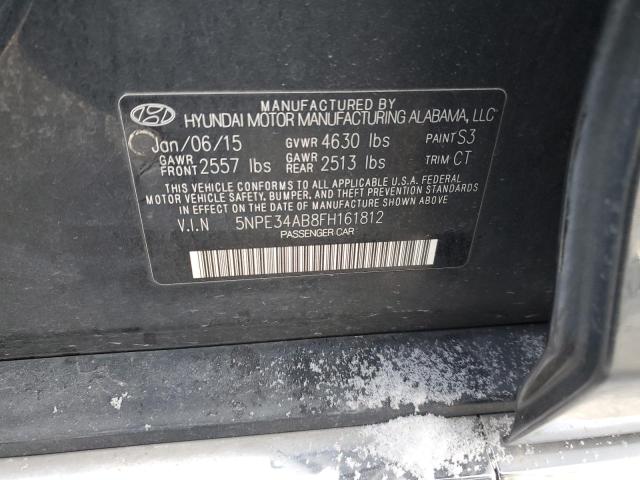 MANUFACTURED BY
HYUNDAI MOTOR MANUFACTURING ALABAMA, LLC
Jan/06/15 GVWR 4630 lbs PAINT S3
GAWR FRONT 2557 lbs GAWR REAR 2513 lbs TRIM CT
THIS VEHICLE CONFORMS TO ALL APPLICABLE U.S.A. FEDERAL
MOTOR VEHICLE SAFETY, BUMPER, AND THEFT PREVENTION STANDARDS
IN EFFECT ON THE DATE OF MANUFACTURE SHOWN ABOVE.
V.I.N 5NPE34AB8FH161812
PASSENGER CAR